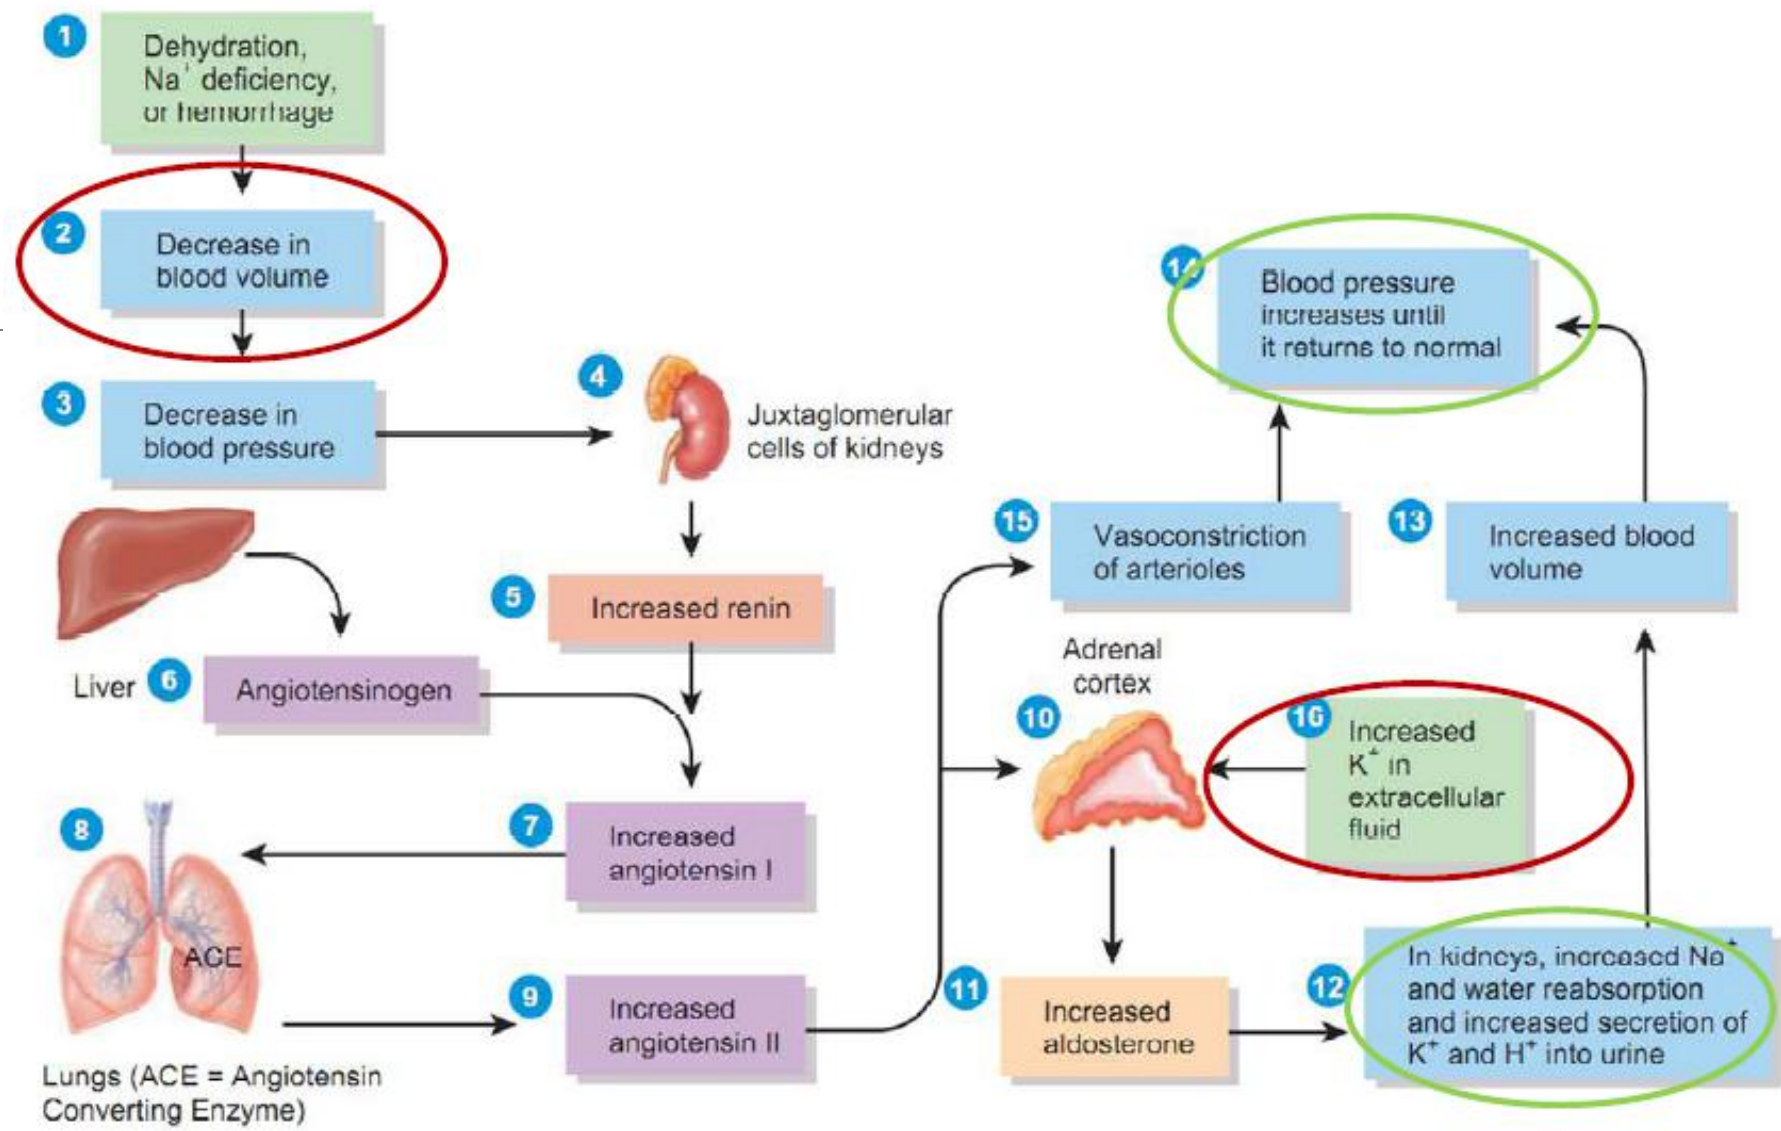 1
Dehydration,
Na⁺ deficiency,
or hemorrhage
2
Decrease in
blood volume
3
Decrease in
blood pressure
4
Juxtaglomerular
cells of kidneys
5
Increased renin
Liver
6
Angiotensinogen
7
Increased
angiotensin I
8
ACE
Lungs (ACE = Angiotensin
Converting Enzyme)
9
Increased
angiotensin II
10
Adrenal
cortex
11
Increased
aldosterone
12
In kidneys, increased Na⁺
and water reabsorption
and increased secretion of
K⁺ and H⁺ into urine
13
Increased blood
volume
14
Blood pressure
increases until
it returns to normal
15
Vasoconstriction
of arterioles
16
Increased
K⁺ in
extracellular
fluid